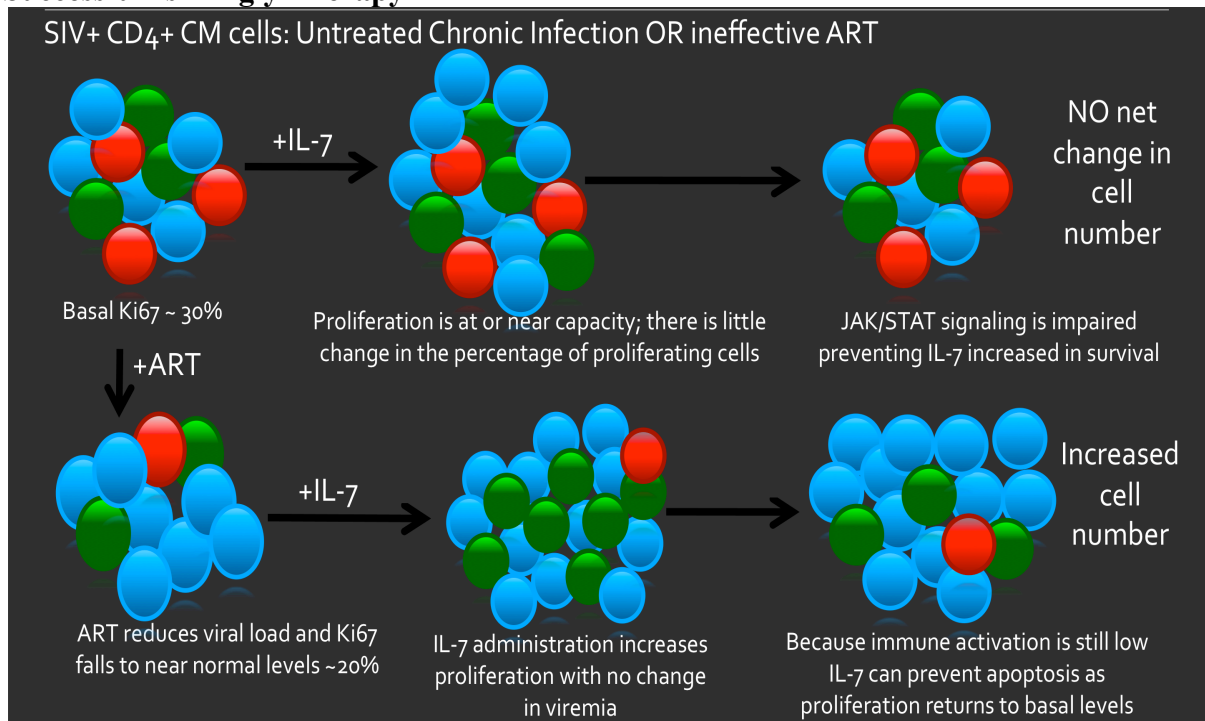 SIV+ CD4+ CM cells: Untreated Chronic Infection OR ineffective ART
+IL-7
NO net
change in
cell
number
Basal Ki67 ~ 30%
Proliferation is at or near capacity; there is little
change in the percentage of proliferating cells
JAK/STAT signaling is impaired
preventing IL-7 increased in survival
+ART
+IL-7
Increased
cell
number
ART reduces viral load and Ki67
falls to near normal levels ~20%
IL-7 administration increases
proliferation with no change
in viremia
Because immune activation is still low
IL-7 can prevent apoptosis as
proliferation returns to basal levels